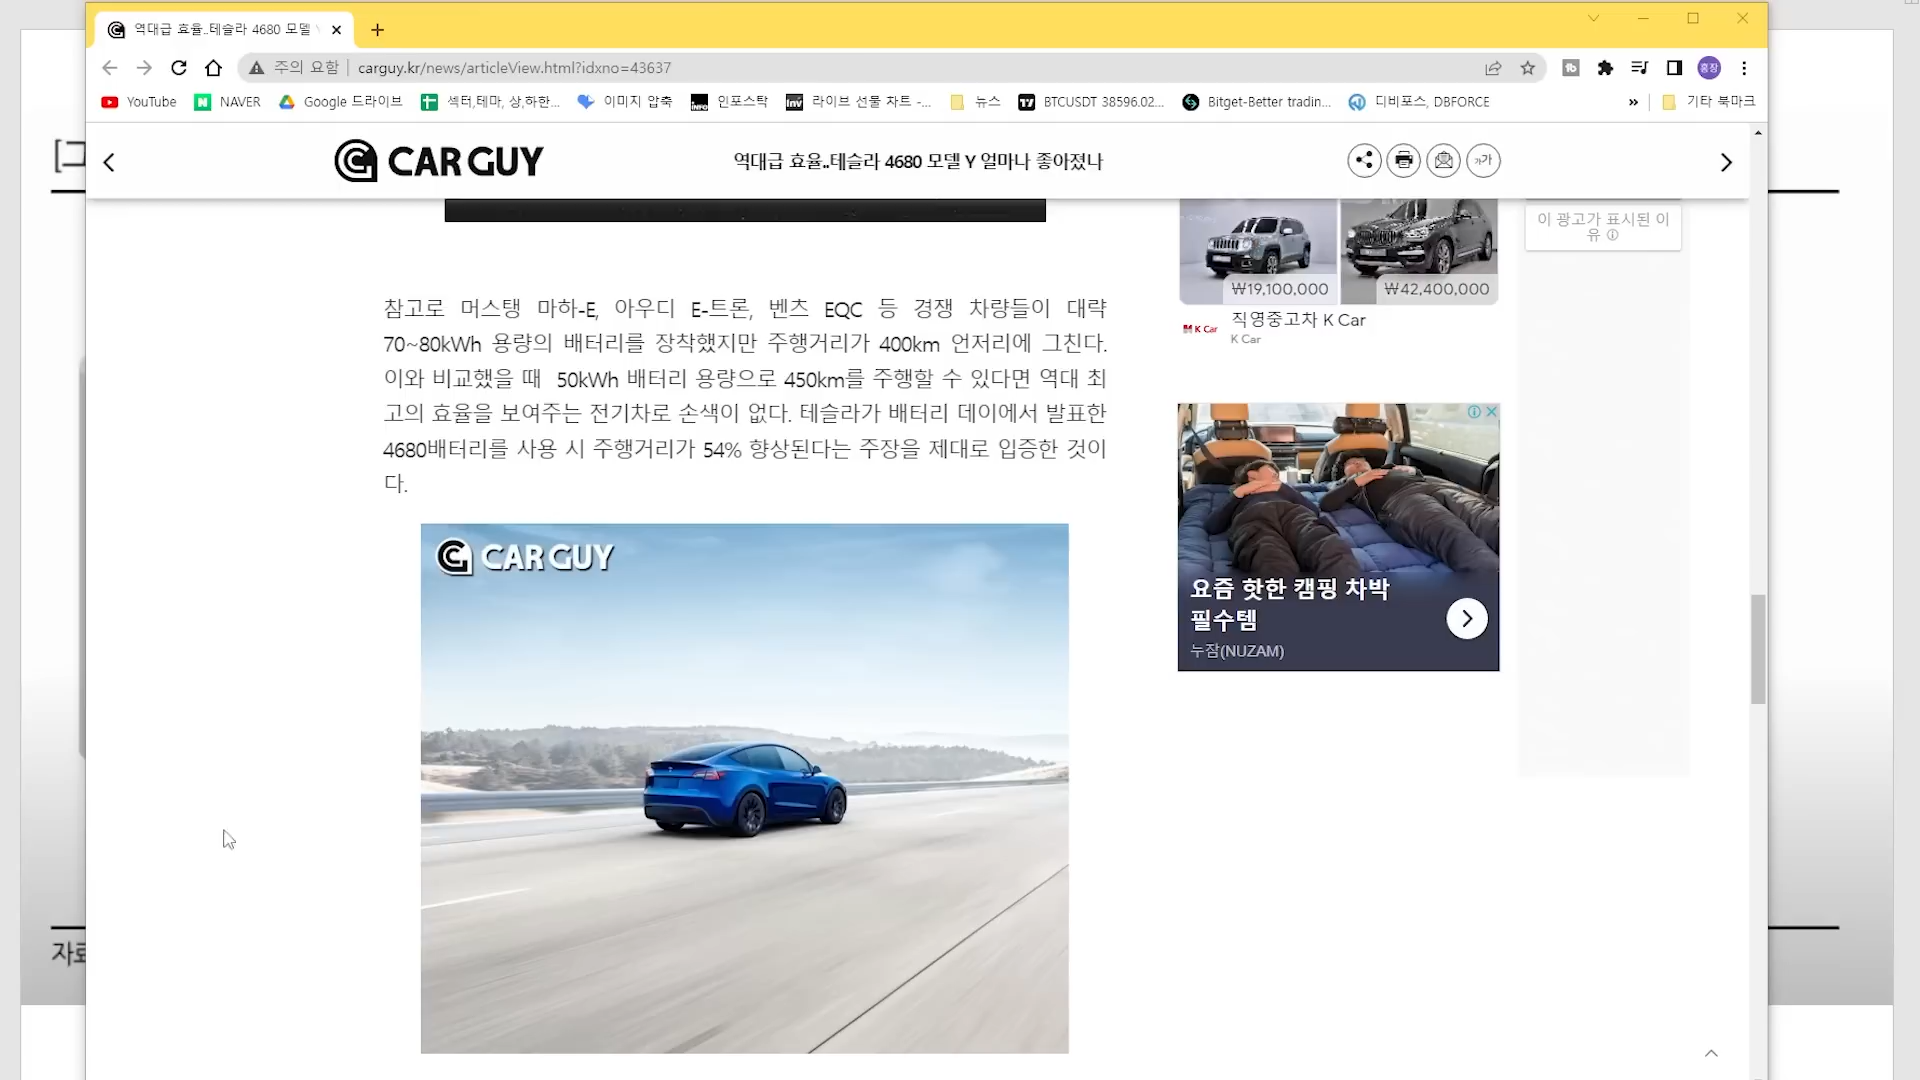 역대급 효율..테슬라 4680 모델
주의 요함
carguy.kr/news/articleView.html?idxno=43637
홍장
YouTube
NAVER
Google 드라이브
섹터,테마, 상,하한...
이미지 압축
인포스탁
라이브 선물 차트 -...
뉴스
BTCUSDT 38596.02...
Bitget-Better tradin...
디비포스, DBFORCE
»
기타 북마크
CAR GUY
역대급 효율..테슬라 4680 모델 Y 얼마나 좋아졌나
가가
[그
참고로 머스탱 마하-E, 아우디 E-트론, 벤츠 EQC 등 경쟁 차량들이 대략
70~80kWh 용량의 배터리를 장착했지만 주행거리가 400km 언저리에 그친다.
이와 비교했을 때 50kWh 배터리 용량으로 450km를 주행할 수 있다면 역대 최
고의 효율을 보여주는 전기차로 손색이 없다. 테슬라가 배터리 데이에서 발표한
4680배터리를 사용 시 주행거리가 54% 향상된다는 주장을 제대로 입증한 것이
다.
CAR GUY
₩19,100,000
₩42,400,000
K Car
직영중고차 K Car
K Car
이 광고가 표시된 이
유
요즘 핫한 캠핑 차박
필수템
누잠(NUZAM)
자료